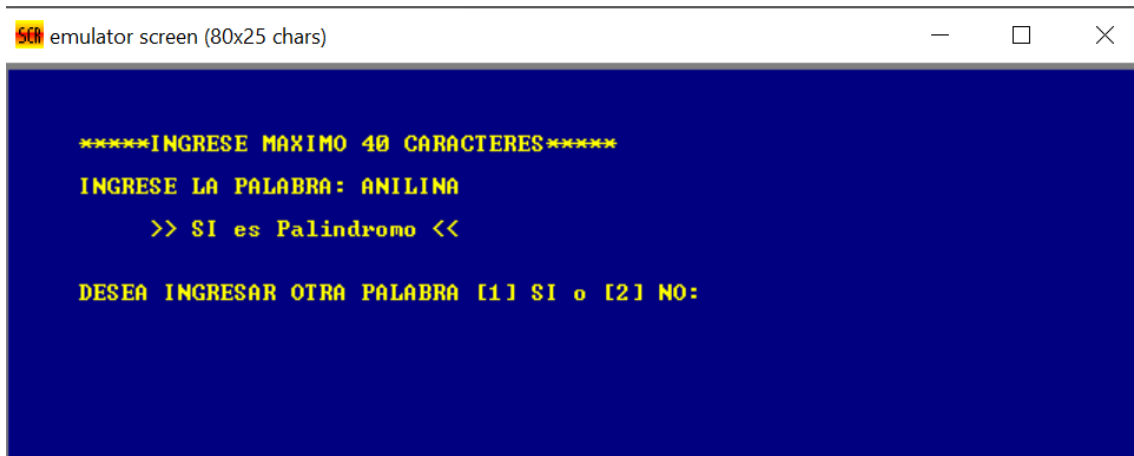 SCR emulator screen (80x25 chars)
*****INGRESE MAXIMO 40 CARACTERES*****
INGRESE LA PALABRA: ANILINA
>> SI es Palindromo <<
DESEA INGRESAR OTRA PALABRA [1] SI o [2] NO: